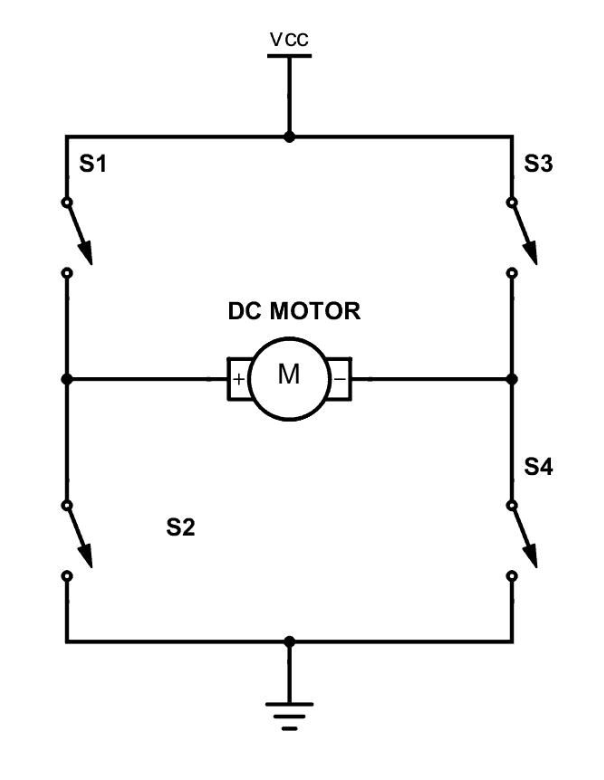 VCC
S1
S3
DC MOTOR
+ M −
S4
S2